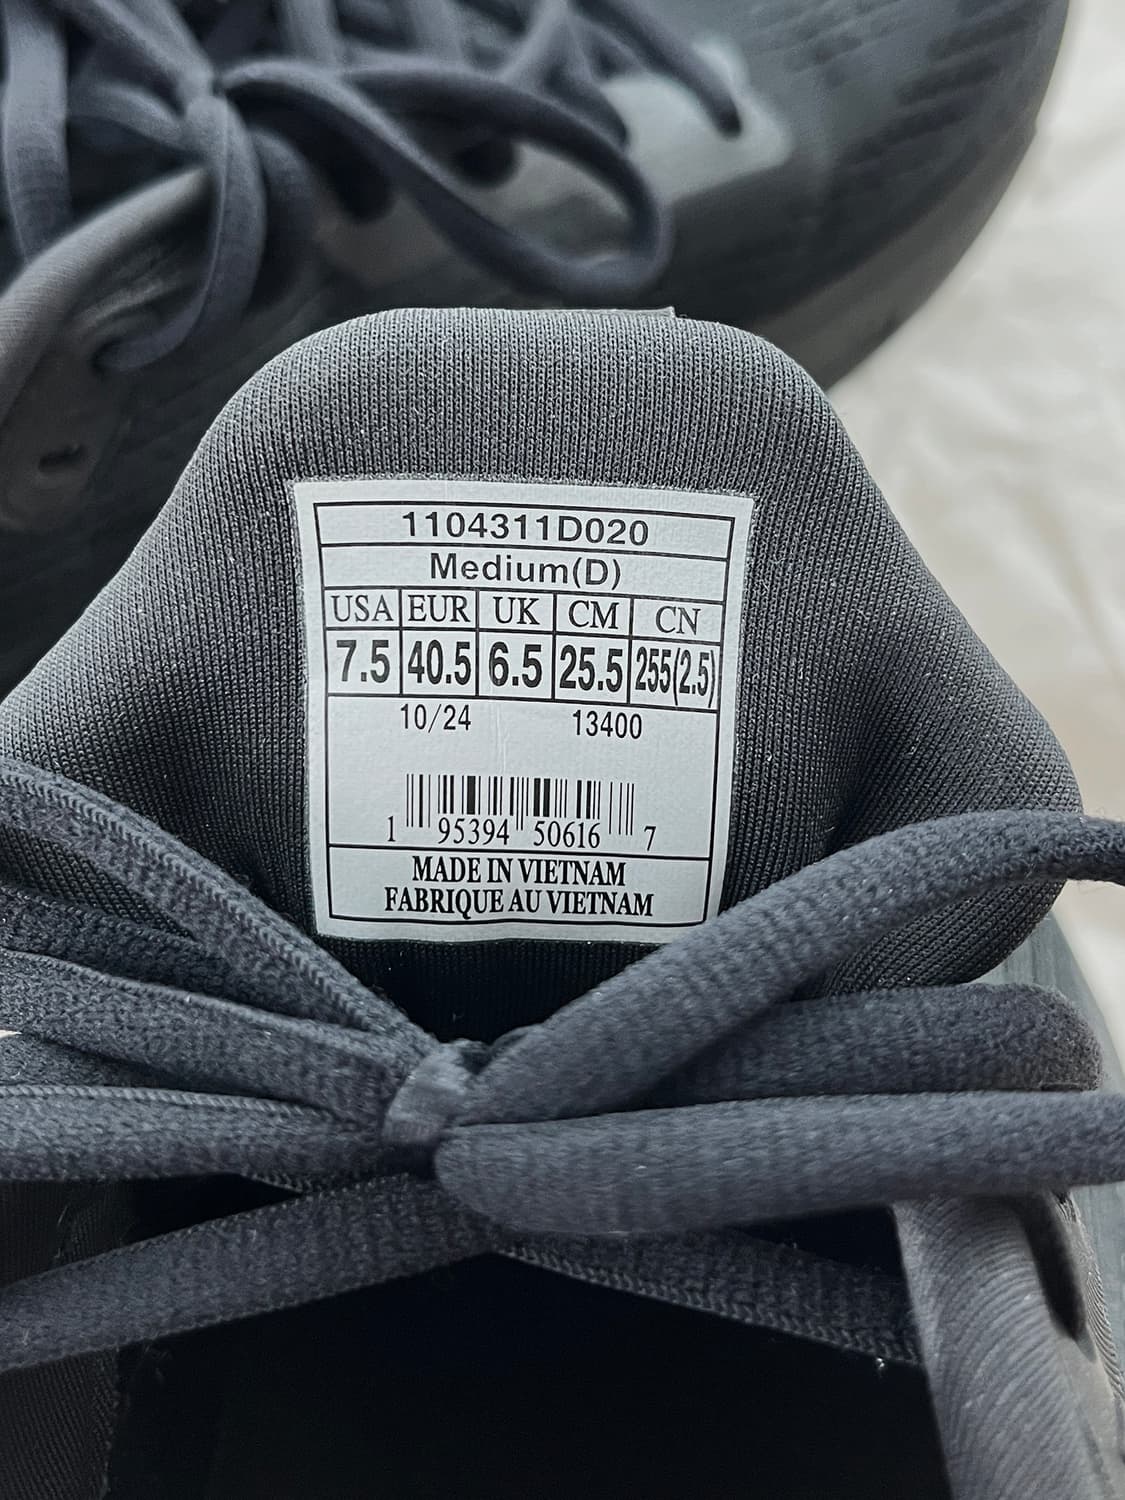 1104311D020
Medium(D)
USA EUR UK CM CN
7.5 40.5 6.5 25.5 255(2.5)
10/24 13400
1 95394 50616 7
MADE IN VIETNAM
FABRIQUE AU VIETNAM